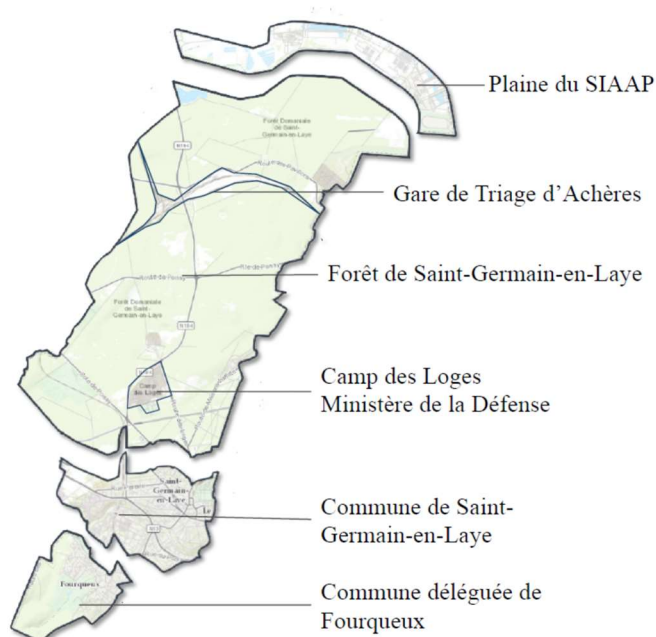 Plaine du SIAAP
Forêt Domaniale
de Saint-
Germain-en-Laye
N184
Gare de Triage d'Achères
Forêt de Saint-Germain-en-Laye
Forêt Domaniale
de Saint-
Germain-en-Laye
N184
Camp
des Loges
Camp des Loges
Ministère de la Défense
Saint-
Germain-
en-Laye
Commune de Saint-
Germain-en-Laye
Fourqueux
Commune déléguée de
Fourqueux